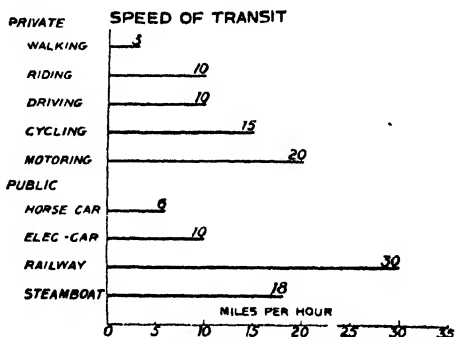 SPEED OF TRANSIT
PRIVATE
WALKING 3
RIDING 10
DRIVING 10
CYCLING 15
MOTORING 20
PUBLIC
HORSE CAR 6
ELEC-CAR 10
RAILWAY 30
STEAMBOAT 18
MILES PER HOUR
0 5 10 15 20 25 30 35